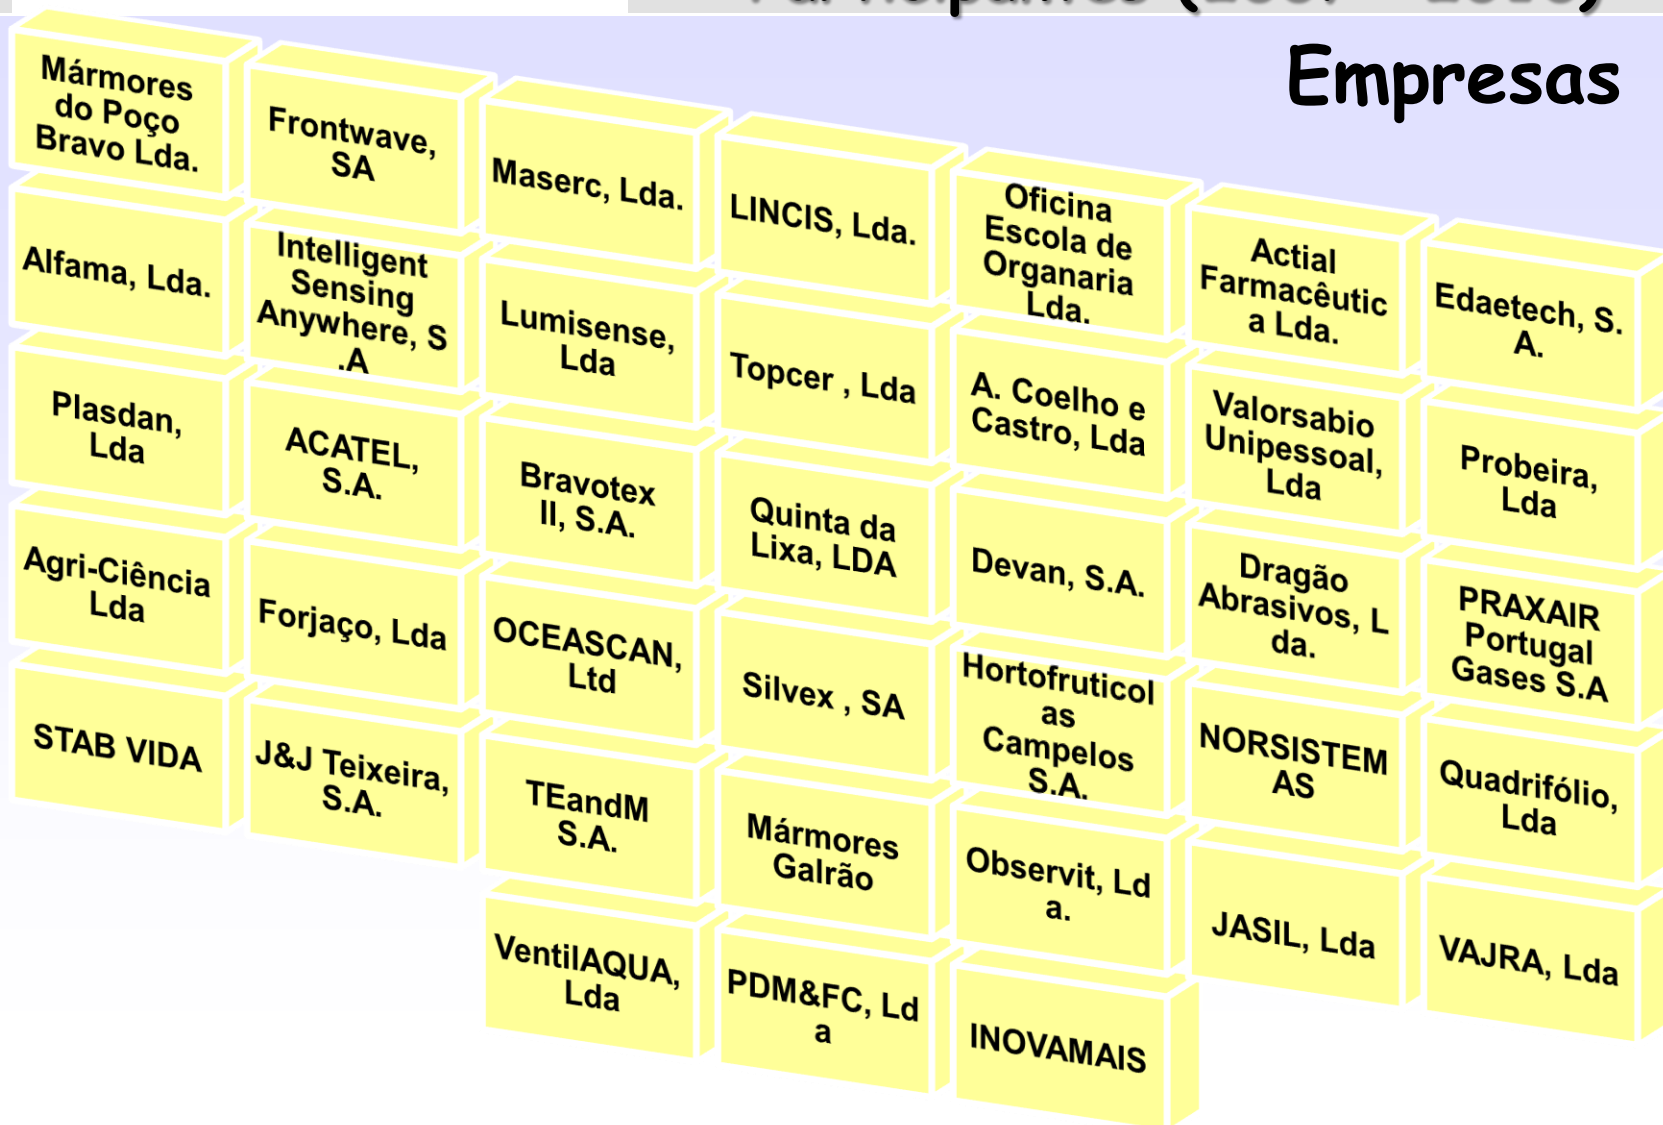 Participantes
Empresas
Mármores
do Poço
Bravo Lda.
Frontwave,
SA
Maserc, Lda.
LINCIS, Lda.
Oficina
Escola de
Organaria
Lda.
Actial
Farmacêutic
a Lda.
Edaetech, S.
A.
Alfama, Lda.
Intelligent
Sensing
Anywhere, S
.A
Lumisense,
Lda
Topcer , Lda
A. Coelho e
Castro, Lda
Valorsabio
Unipessoal,
Lda
Probeira,
Lda
Plasdan,
Lda
ACATEL,
S.A.
Bravotex
II, S.A.
Quinta da
Lixa, LDA
Devan, S.A.
Dragão
Abrasivos, L
da.
PRAXAIR
Portugal
Gases S.A
Agri-Ciência
Lda
Forjaço, Lda
OCEASCAN,
Ltd
Silvex , SA
Hortofruticol
as
Campelos
S.A.
NORSISTEM
AS
Quadrifólio,
Lda
STAB VIDA
J&J Teixeira,
S.A.
TEandM
S.A.
Mármores
Galrão
Observit, Ld
a.
JASIL, Lda
VAJRA, Lda
VentilAQUA,
Lda
PDM&FC, Ld
a
INOVAMAIS